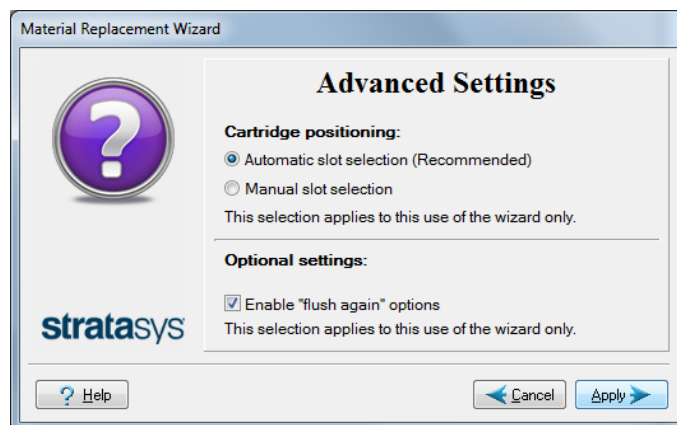 Material Replacement Wizard
Advanced Settings
Cartridge positioning:
Automatic slot selection (Recommended)
Manual slot selection
This selection applies to this use of the wizard only.
Optional settings:
Enable "flush again" options
This selection applies to this use of the wizard only.
stratasys
? Help
Cancel
Apply